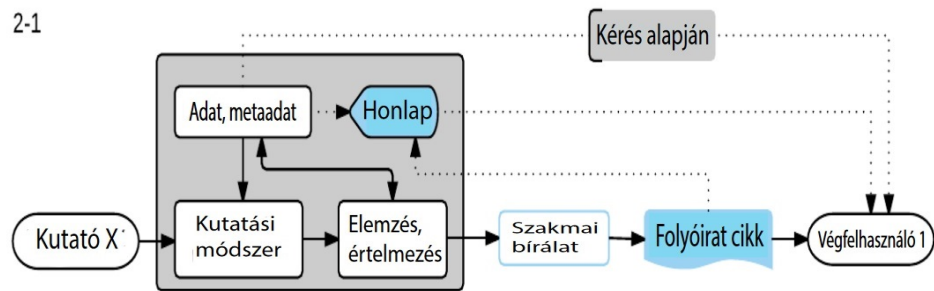 2-1
Kérés alapján
Adat, metaadat
Honlap
Kutató X
Kutatási
módszer
Elemzés,
értelmezés
Szakmai
bírálat
Folyóirat cikk
Végfelhasználó 1